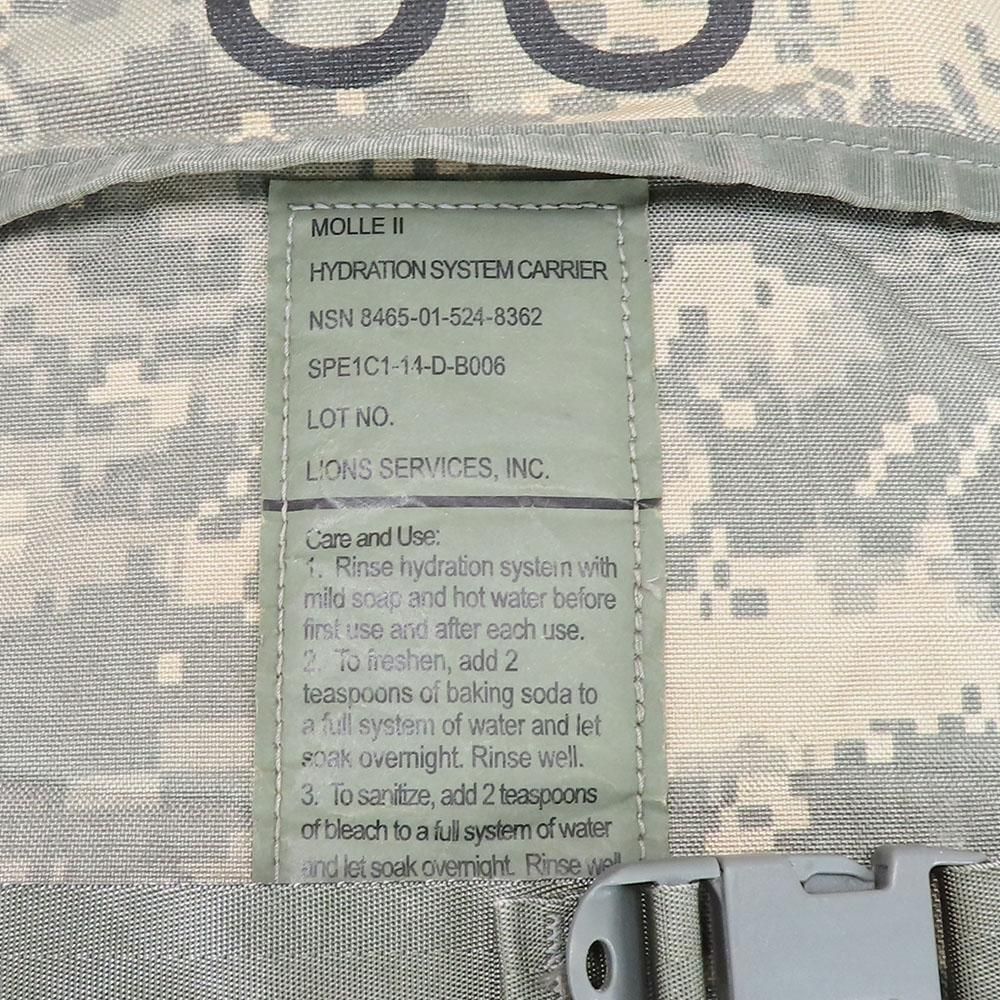 MOLLE II
HYDRATION SYSTEM CARRIER
NSN 8465-01-524-8362
SPE1C1-14-D-B006
LOT NO.
LIONS SERVICES, INC.
Care and Use:
1. Rinse hydration system with
mild soap and hot water before
first use and after each use.
2. To freshen, add 2
teaspoons of baking soda to
a full system of water and let
soak overnight. Rinse well.
3. To sanitize, add 2 teaspoons
of bleach to a full system of water
and let soak overnight. Rinse well